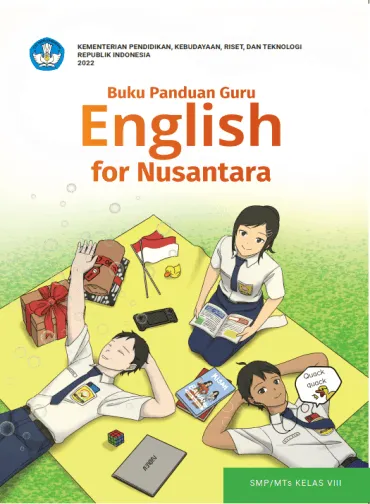 KEMENTERIAN PENDIDIKAN, KEBUDAYAAN, RISET, DAN TEKNOLOGI
REPUBLIK INDONESIA
2022
Buku Panduan Guru
English
for Nusantara
Quack
quack
SMP/MTs KELAS VIII